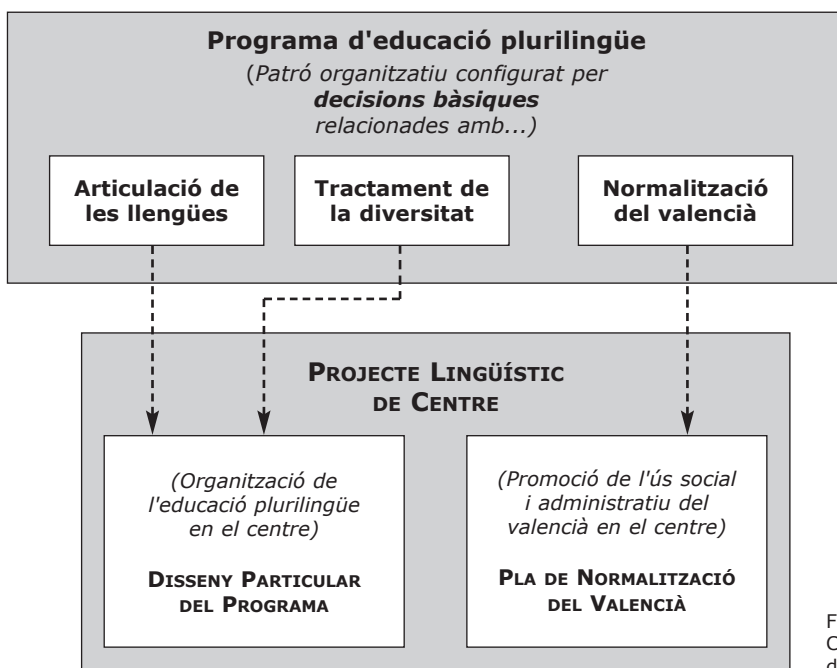 Programa d'educació plurilingüe
(Patró organitzatiu configurat per
decisions bàsiques
relacionades amb...)
Articulació de
les llengües
Tractament de
la diversitat
Normalització
del valencià
PROJECTE LINGÜÍSTIC
DE CENTRE
(Organització de
l'educació plurilingüe
en el centre)
DISSENY PARTICULAR
DEL PROGRAMA
(Promoció de l'ús social
i administratiu del
valencià en el centre)
PLA DE NORMALITZACIÓ
DEL VALENCIÀ